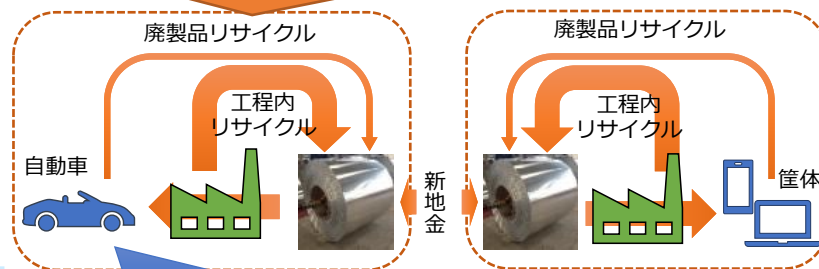 廃製品リサイクル
工程内
リサイクル
自動車
新地金
廃製品リサイクル
工程内
リサイクル
筐体